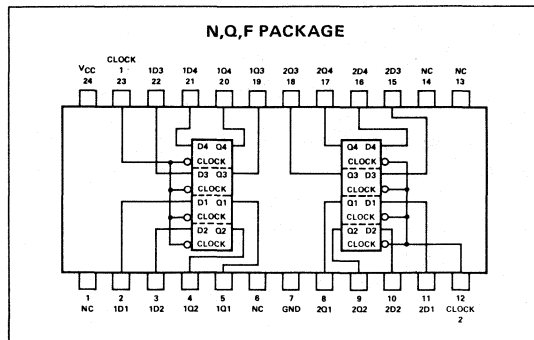 N,Q,F PACKAGE
CLOCK
VCC 1 1D3 1D4 1Q4 1Q3 2Q3 2Q4 2D4 2D3 NC NC
24 23 22 21 20 19 18 17 16 15 14 13
D4 Q4 Q4 D4
CLOCK CLOCK
D3 Q3 Q3 D3
CLOCK CLOCK
D1 Q1 Q1 D1
CLOCK CLOCK
D2 Q2 Q2 D2
CLOCK CLOCK
1 2 3 4 5 6 7 8 9 10 11 12
NC 1D1 1D2 1Q2 1Q1 NC GND 2Q1 2Q2 2D2 2D1 CLOCK
2